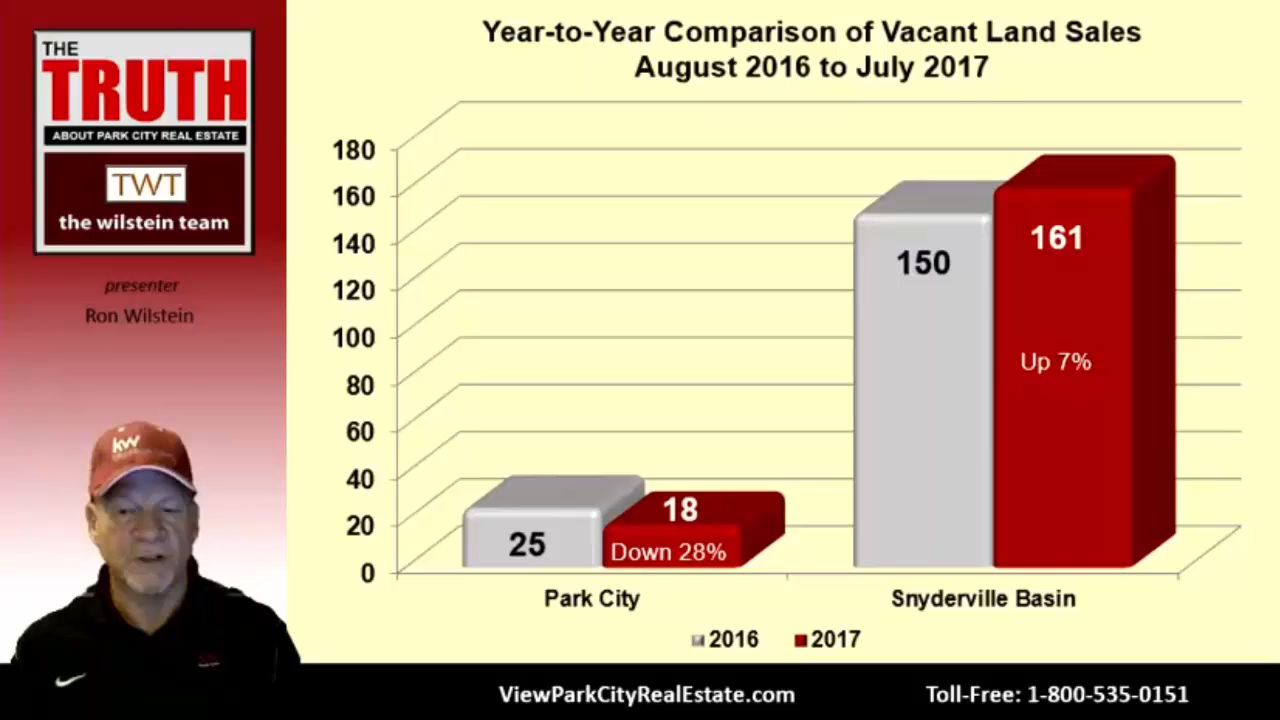 THE
TRUTH
ABOUT PARK CITY REAL ESTATE
TWT
the wilstein team
presenter
Ron Wilstein
kw
Year-to-Year Comparison of Vacant Land Sales
August 2016 to July 2017
180
160
140
120
100
80
60
40
20
0
25
18
Down 28%
150
161
Up 7%
Park City
Snyderville Basin
2016
2017
ViewParkCityRealEstate.com
Toll-Free: 1-800-535-0151